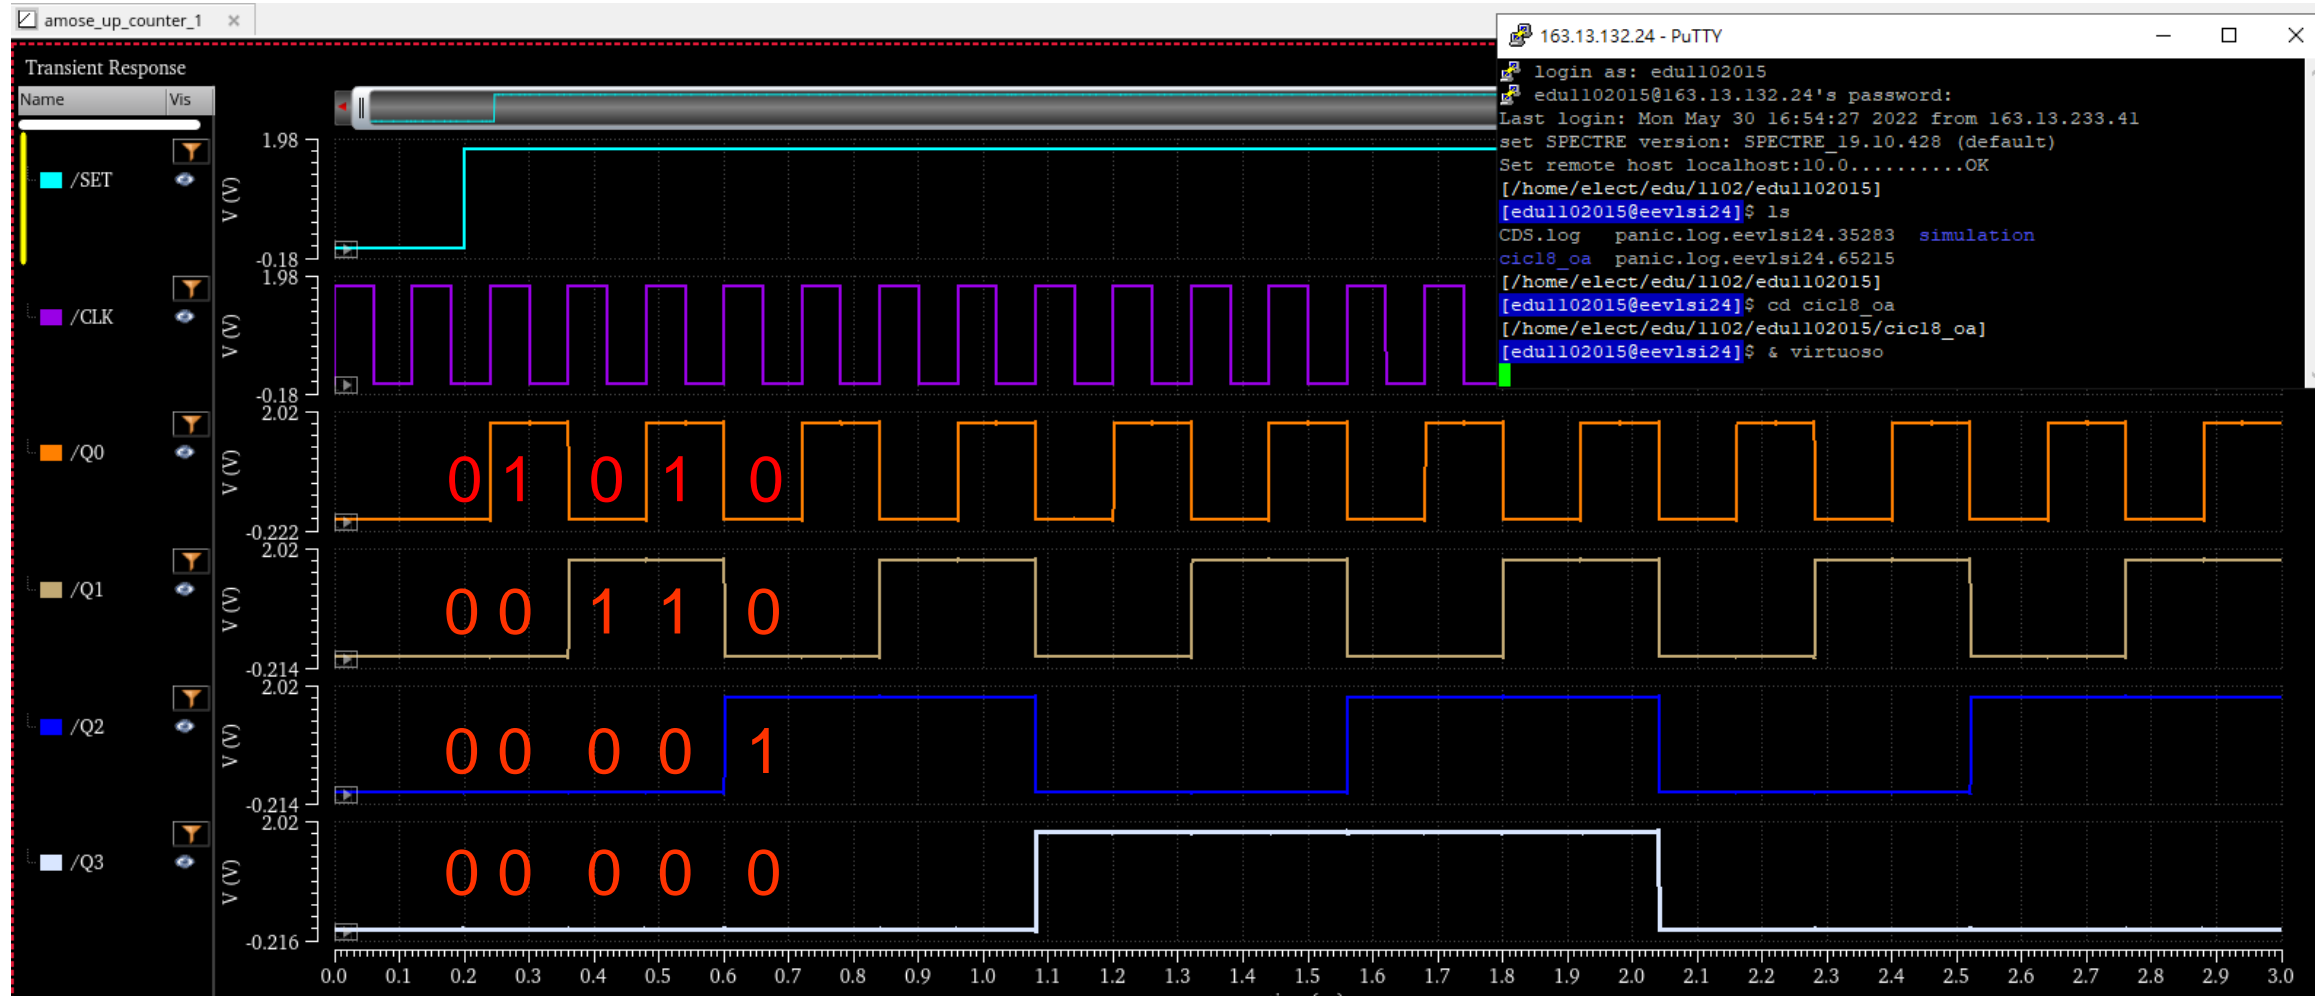 amose_up_counter_1
Transient Response
Name Vis
/SET
1.98
V (V)
-0.18
/CLK
1.98
V (V)
-0.18
/Q0
2.02
V (V)
-0.222
0 1 0 1 0
/Q1
2.02
V (V)
-0.214
0 0 1 1 0
/Q2
2.02
V (V)
-0.214
0 0 0 0 1
/Q3
2.02
V (V)
-0.216
0 0 0 0 0
0.0 0.1 0.2 0.3 0.4 0.5 0.6 0.7 0.8 0.9 1.0 1.1 1.2 1.3 1.4 1.5 1.6 1.7 1.8 1.9 2.0 2.1 2.2 2.3 2.4 2.5 2.6 2.7 2.8 2.9 3.0
163.13.132.24 - PuTTY
login as: edu1102015
edu1102015@163.13.132.24's password:
Last login: Mon May 30 16:54:27 2022 from 163.13.233.41
set SPECTRE version: SPECTRE_19.10.428 (default)
Set remote host localhost:10.0..........OK
[/home/elect/edu/1102/edu1102015]
[edu1102015@eevlsi24]$ ls
CDS.log panic.log.eevlsi24.35283 simulation
cic18_oa panic.log.eevlsi24.65215
[/home/elect/edu/1102/edu1102015]
[edu1102015@eevlsi24]$ cd cic18_oa
[/home/elect/edu/1102/edu1102015/cic18_oa]
[edu1102015@eevlsi24]$ & virtuoso